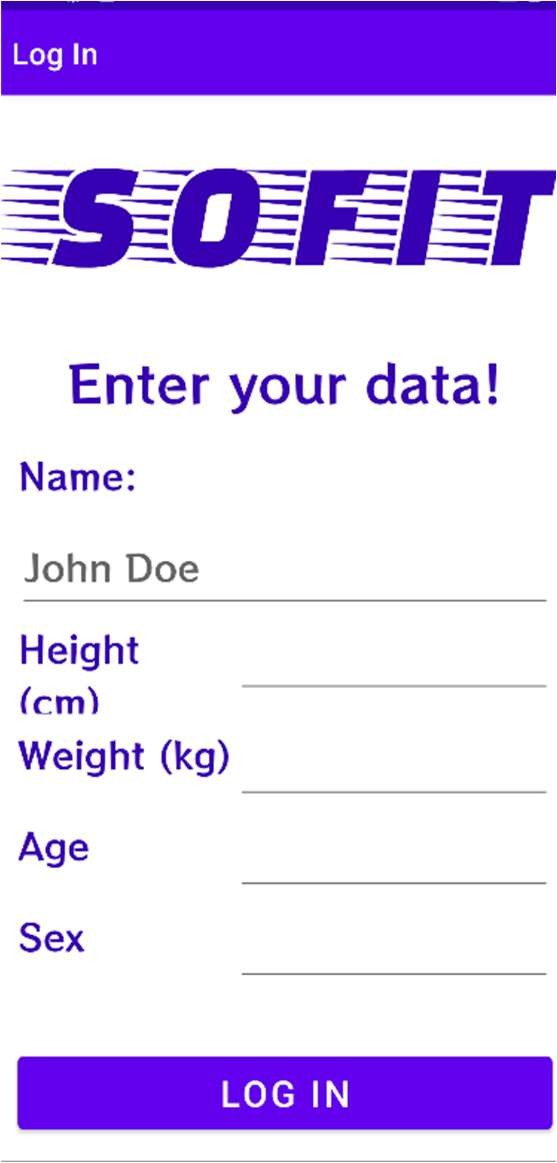 Log In
SOFIT
Enter your data!
Name:
John Doe
Height
(cm)
Weight (kg)
Age
Sex
LOG IN